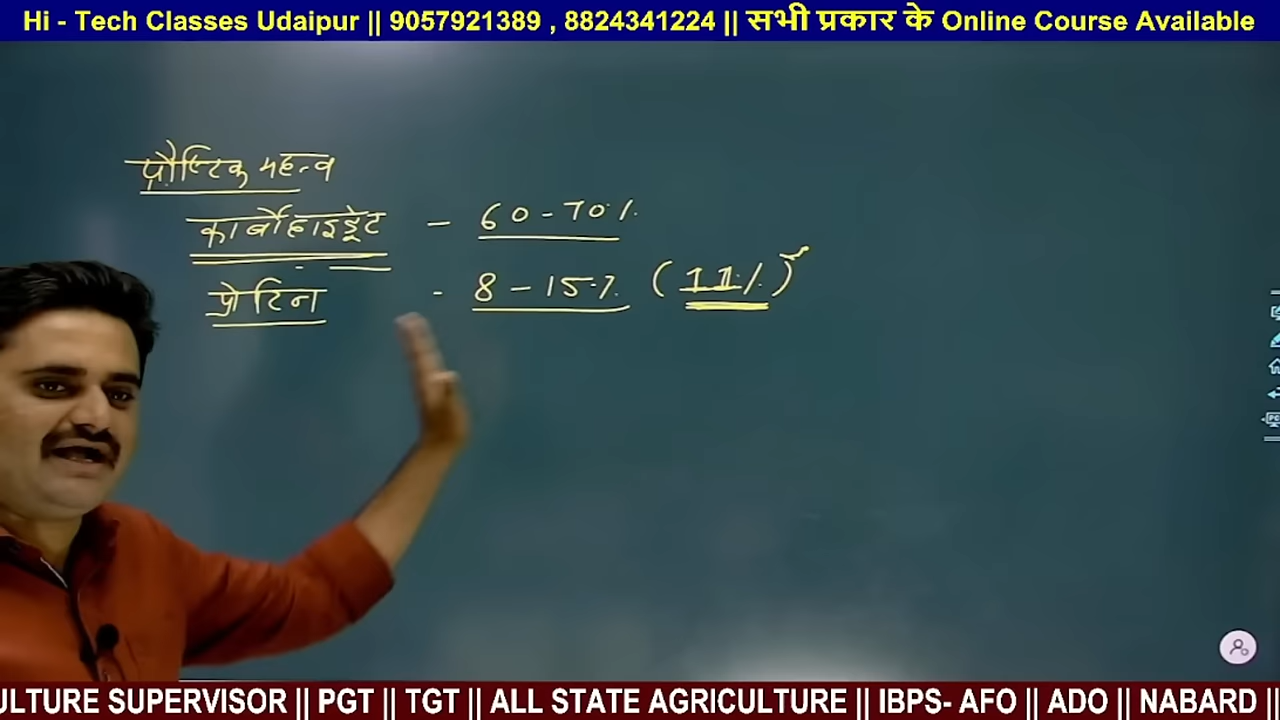 Hi - Tech Classes Udaipur || 9057921389 , 8824341224 || सभी प्रकार के Online Course Available
पौष्टिक महत्व
कार्बोहाइड्रेट - 60-70%
प्रोटिन - 8-15% (11%)
ULTURE SUPERVISOR || PGT || TGT || ALL STATE AGRICULTURE || IBPS- AFO || ADO || NABARD ||